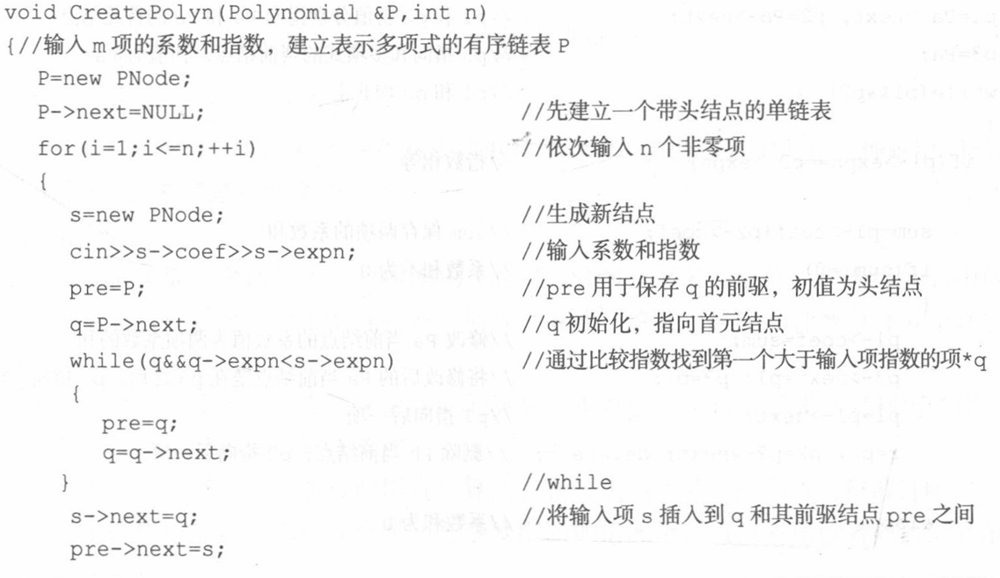 void CreatePolyn(Polynomial &P,int n)
{//输入 m 项的系数和指数，建立表示多项式的有序链表 P
P=new PNode;
P->next=NULL; //先建立一个带头结点的单链表
for(i=1;i<=n;++i) //依次输入 n 个非零项
{
s=new PNode; //生成新结点
cin>>s->coef>>s->expn; //输入系数和指数
pre=P; //pre 用于保存 q 的前驱，初值为头结点
q=P->next; //q 初始化，指向首元结点
while(q&&q->expn<s->expn) //通过比较指数找到第一个大于输入项指数的项*q
{
pre=q;
q=q->next;
} //while
s->next=q; //将输入项 s 插入到 q 和其前驱结点 pre 之间
pre->next=s;